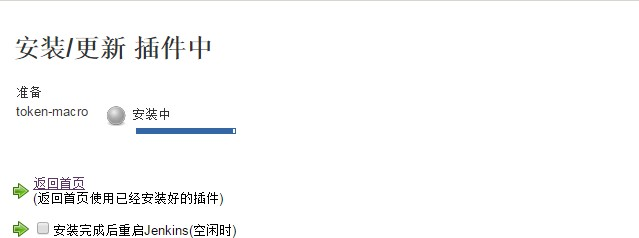 安装/更新 插件中
准备
token-macro 安装中
返回首页
(返回首页使用已经安装好的插件)
安装完成后重启Jenkins(空闲时)